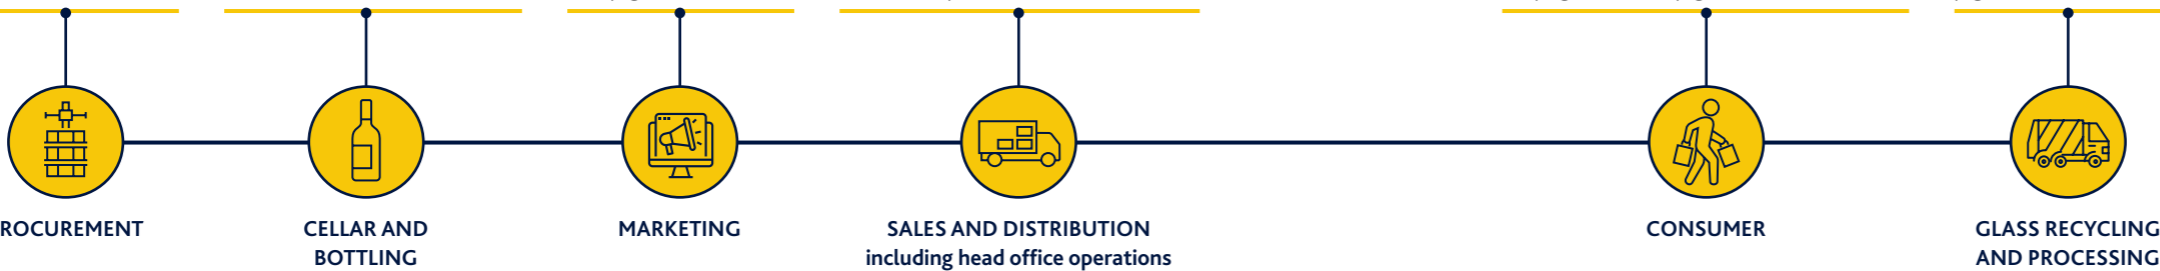 ROCUREMENT
CELLAR AND
BOTTLING
MARKETING
SALES AND DISTRIBUTION
including head office operations
CONSUMER
GLASS RECYCLING
AND PROCESSING